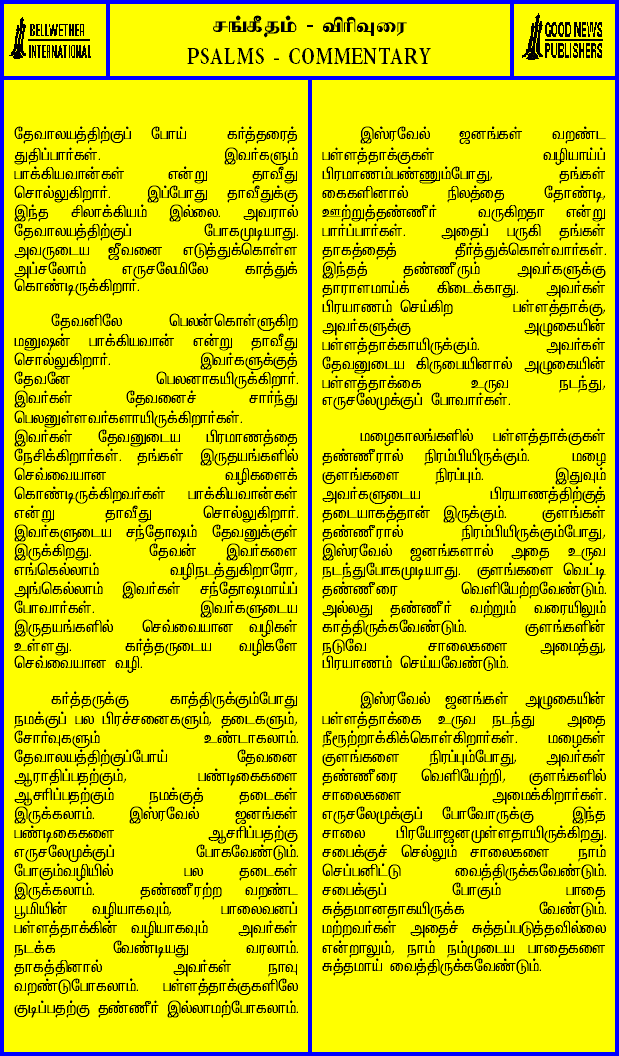 BELLWETHER
INTERNATIONAL
சங்கீதம் - விரிவுரை
PSALMS - COMMENTARY
GOOD NEWS
PUBLISHERS
தேவாலயத்திற்குப் போய் கர்த்தரைத்
துதிப்பார்கள். இவர்களும்
பாக்கியவான்கள் என்று தாவீது
சொல்லுகிறார். இப்போது தாவீதுக்கு
இந்த சிலாக்கியம் இல்லை. அவரால்
தேவாலயத்திற்குப் போகமுடியாது.
அவருடைய ஜீவனை எடுத்துக்கொள்ள
அப்சலோம் எருசலேமிலே காத்துக்
கொண்டிருக்கிறார்.
தேவனிலே பெலன்கொள்ளுகிற
மனுஷன் பாக்கியவான் என்று தாவீது
சொல்லுகிறார். இவர்களுக்குத்
தேவனே பெலனாகயிருக்கிறார்.
இவர்கள் தேவனைச் சார்ந்து
பெலனுள்ளவர்களாயிருக்கிறார்கள்.
இவர்கள் தேவனுடைய பிரமாணத்தை
நேசிக்கிறார்கள். தங்கள் இருதயங்களில்
செவ்வையான வழிகளைக்
கொண்டிருக்கிறவர்கள் பாக்கியவான்கள்
என்று தாவீது சொல்லுகிறார்.
இவர்களுடைய சந்தோஷம் தேவனுக்குள்
இருக்கிறது. தேவன் இவர்களை
எங்கெல்லாம் வழிநடத்துகிறாரோ,
அங்கெல்லாம் இவர்கள் சந்தோஷமாய்ப்
போவார்கள். இவர்களுடைய
இருதயங்களில் செவ்வையான வழிகள்
உள்ளது. கர்த்தருடைய வழிகளே
செவ்வையான வழி.
கர்த்தருக்கு காத்திருக்கும்போது
நமக்குப் பல பிரச்சனைகளும், தடைகளும்,
சோர்வுகளும் உண்டாகலாம்.
தேவாலயத்திற்குப்போய் தேவனை
ஆராதிப்பதற்கும், பண்டிகைகளை
ஆசரிப்பதற்கும் நமக்குத் தடைகள்
இருக்கலாம். இஸ்ரவேல் ஜனங்கள்
பண்டிகைகளை ஆசரிப்பதற்கு
எருசலேமுக்குப் போகவேண்டும்.
போகும்வழியில் பல தடைகள்
இருக்கலாம். தண்ணீரற்ற வறண்ட
பூமியின் வழியாகவும், பாலைவனப்
பள்ளத்தாக்கின் வழியாகவும் அவர்கள்
நடக்க வேண்டியது வரலாம்.
தாகத்தினால் அவர்கள் நாவு
வறண்டுபோகலாம். பள்ளத்தாக்குகளிலே
குடிப்பதற்கு தண்ணீர் இல்லாமற்போகலாம்.
இஸ்ரவேல் ஜனங்கள் வறண்ட
பள்ளத்தாக்குகள் வழியாய்ப்
பிரமாணம்பண்ணும்போது, தங்கள்
கைகளினால் நிலத்தை தோண்டி,
ஊற்றுத்தண்ணீர் வருகிறதா என்று
பார்ப்பார்கள். அதைப் பருகி தங்கள்
தாகத்தைத் தீர்த்துக்கொள்வார்கள்.
இந்தத் தண்ணீரும் அவர்களுக்கு
தாராளமாய்க் கிடைக்காது. அவர்கள்
பிரயாணம் செய்கிற பள்ளத்தாக்கு,
அவர்களுக்கு அழுகையின்
பள்ளத்தாக்காயிருக்கும். அவர்கள்
தேவனுடைய கிருபையினால் அழுகையின்
பள்ளத்தாக்கை உருவ நடந்து,
எருசலேமுக்குப் போவார்கள்.
மழைகாலங்களில் பள்ளத்தாக்குகள்
தண்ணீரால் நிரம்பியிருக்கும். மழை
குளங்களை நிரப்பும். இதுவும்
அவர்களுடைய பிரயாணத்திற்குத்
தடையாகத்தான் இருக்கும். குளங்கள்
தண்ணீரால் நிரம்பியிருக்கும்போது,
இஸ்ரவேல் ஜனங்களால் அதை உருவ
நடந்துபோகமுடியாது. குளங்களை வெட்டி
தண்ணீரை வெளியேற்றவேண்டும்.
அல்லது தண்ணீர் வற்றும் வரையிலும்
காத்திருக்கவேண்டும். குளங்களின்
நடுவே சாலைகளை அமைத்து,
பிரயாணம் செய்யவேண்டும்.
இஸ்ரவேல் ஜனங்கள் அழுகையின்
பள்ளத்தாக்கை உருவ நடந்து அதை
நீரூற்றாக்கிக்கொள்கிறார்கள். மழைகள்
குளங்களை நிரப்பும்போது, அவர்கள்
தண்ணீரை வெளியேற்றி, குளங்களில்
சாலைகளை அமைக்கிறார்கள்.
எருசலேமுக்குப் போவோருக்கு இந்த
சாலை பிரயோஜனமுள்ளதாயிருக்கிறது.
சபைக்குச் செல்லும் சாலைகளை நாம்
செப்பனிட்டு வைத்திருக்கவேண்டும்.
சபைக்குப் போகும் பாதை
சுத்தமானதாகயிருக்க வேண்டும்.
மற்றவர்கள் அதைச் சுத்தப்படுத்தவில்லை
என்றாலும், நாம் நம்முடைய பாதைகளை
சுத்தமாய் வைத்திருக்கவேண்டும்.